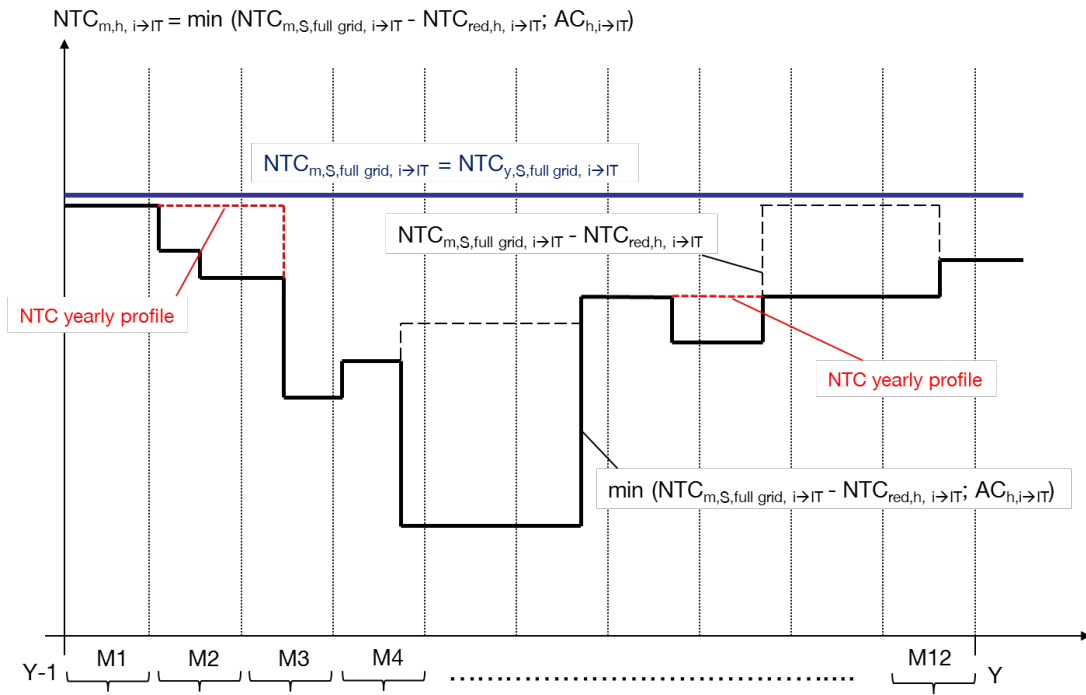 NTCm,h, i→IT = min (NTCm,S,full grid, i→IT - NTCred,h, i→IT; ACh,i→IT)
NTCm,S,full grid, i→IT = NTCy,S,full grid, i→IT
NTCm,S,full grid, i→IT - NTCred,h, i→IT
NTC yearly profile
NTC yearly profile
min (NTCm,S,full grid, i→IT - NTCred,h, i→IT; ACh,i→IT)
Y-1 M1 M2 M3 M4 ........................................................ M12 Y